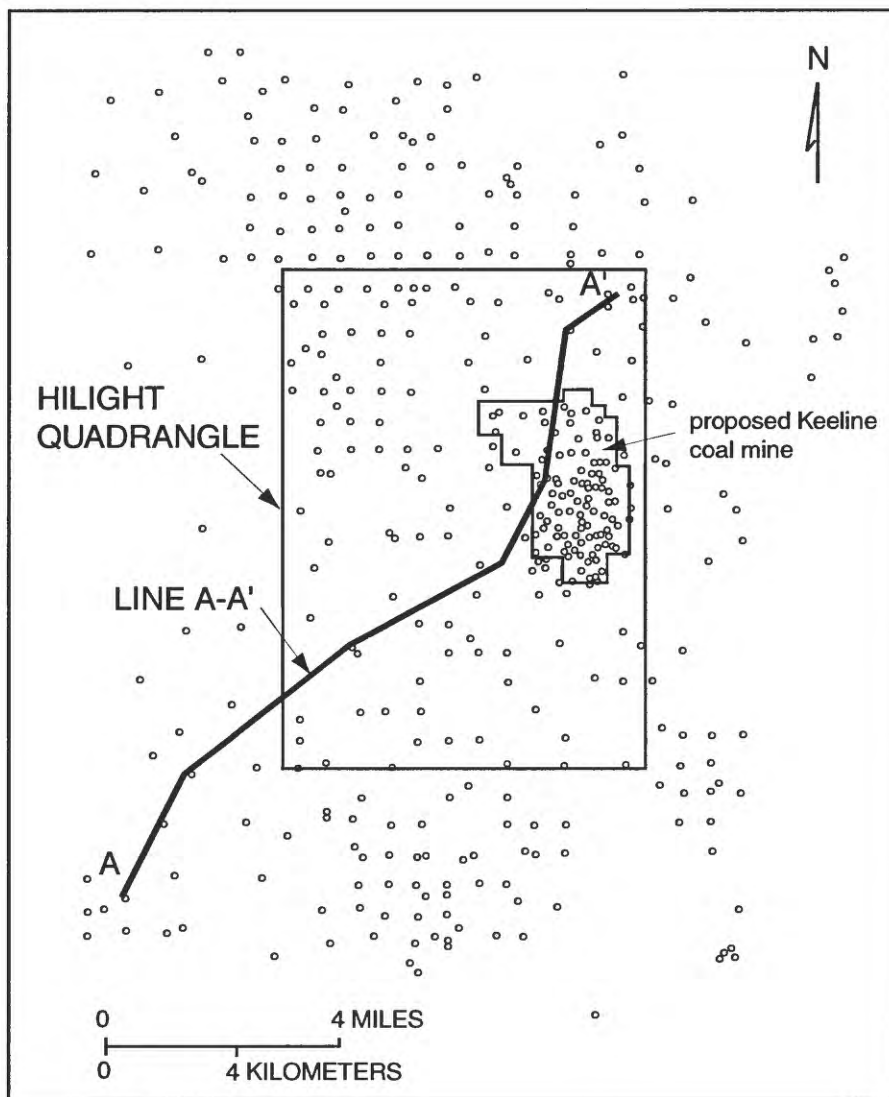 N
A'
HILIGHT
QUADRANGLE
proposed Keeline
coal mine
LINE A-A'
A
0 4 MILES
0 4 KILOMETERS